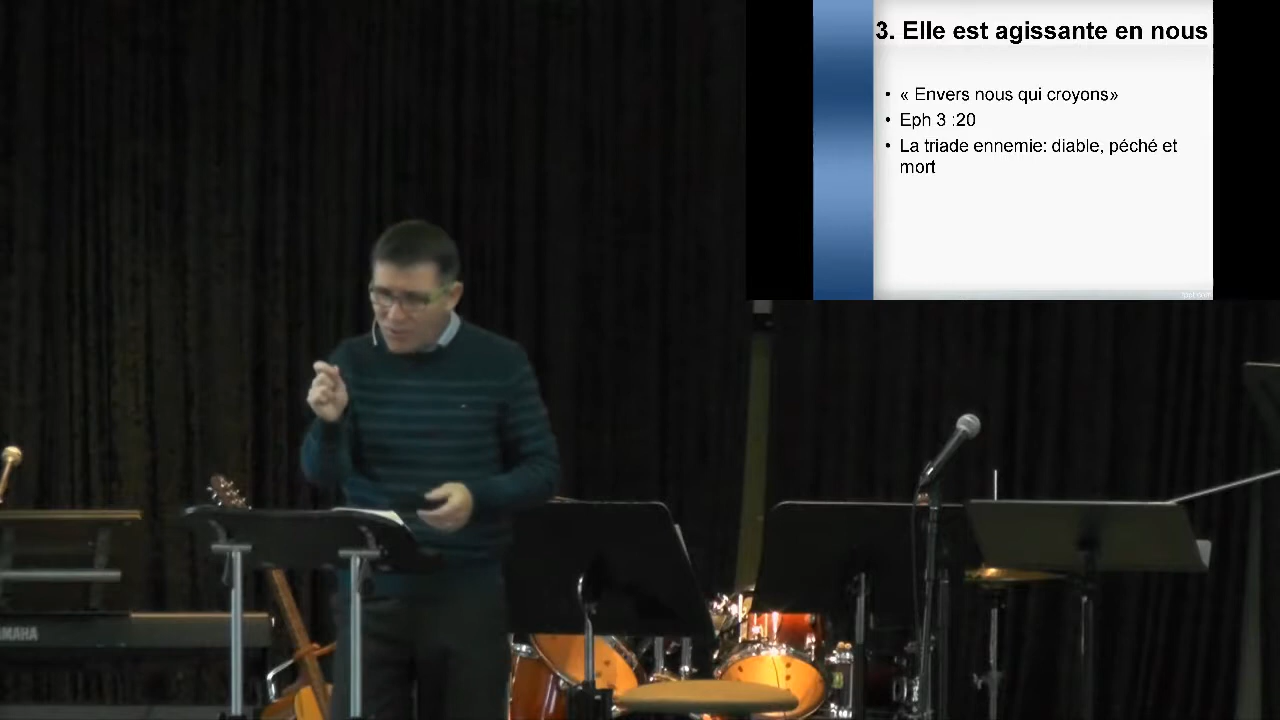 3. Elle est agissante en nous
• « Envers nous qui croyons»
• Eph 3 :20
• La triade ennemie: diable, péché et
mort
YAMAHA